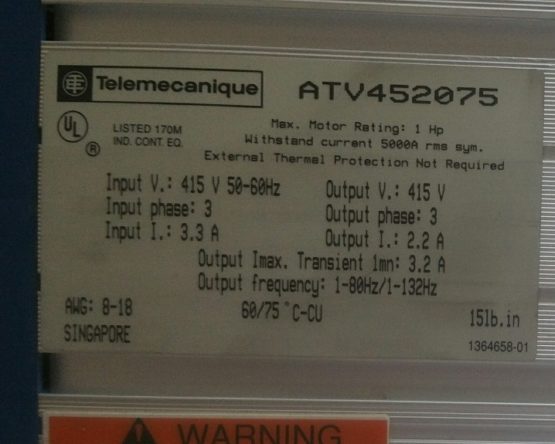 Telemecanique
ATV452075
UL
®
LISTED 170M
IND. CONT. EQ.
Max. Motor Rating: 1 Hp
Withstand current 5000A rms sym.
External Thermal Protection Not Required
Input V.: 415 V 50-60Hz
Input phase: 3
Input I.: 3.3 A
Output V.: 415 V
Output phase: 3
Output I.: 2.2 A
Output Imax. Transient 1mn: 3.2 A
Output frequency: 1-80Hz/1-132Hz
AWG: 8-18
60/75 °C-CU
15lb.in
SINGAPORE
1364658-01
WARNING